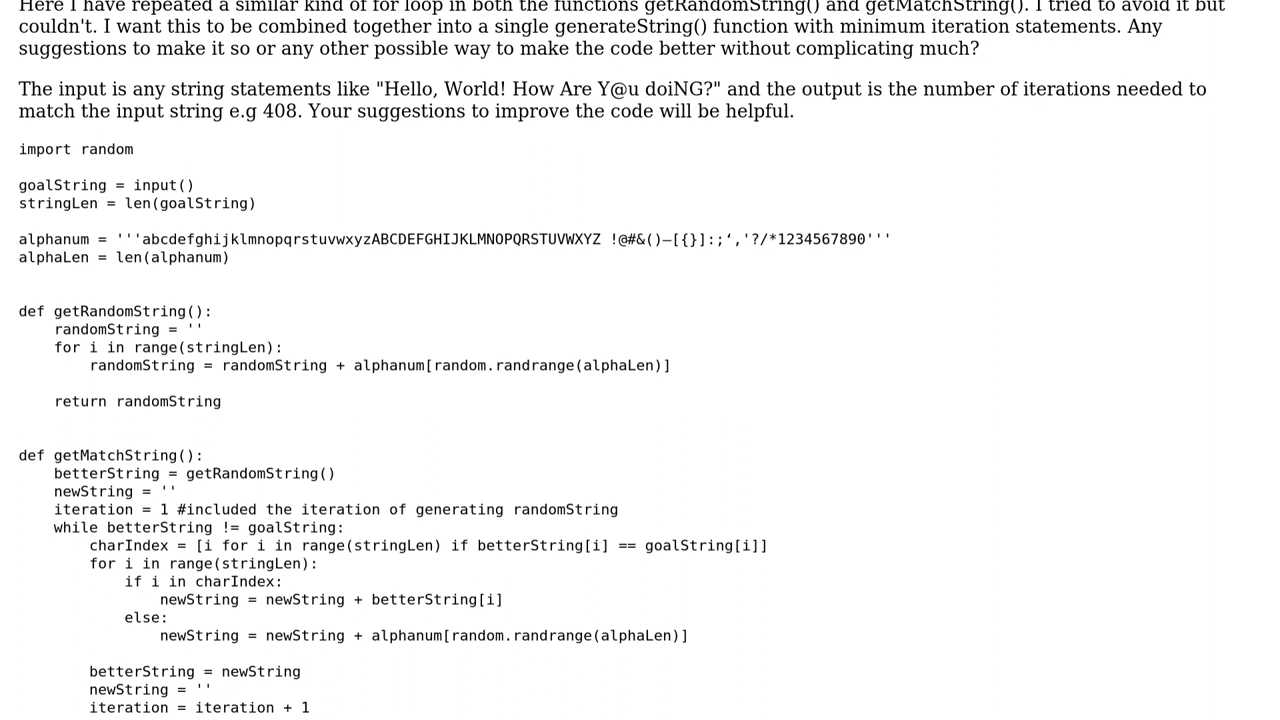 Here I have repeated a similar kind of for loop in both the functions getRandomString() and getMatchString(). I tried to avoid it but
couldn't. I want this to be combined together into a single generateString() function with minimum iteration statements. Any
suggestions to make it so or any other possible way to make the code better without complicating much?
The input is any string statements like "Hello, World! How Are Y@u doiNG?" and the output is the number of iterations needed to
match the input string e.g 408. Your suggestions to improve the code will be helpful.
import random
goalString = input()
stringLen = len(goalString)
alphanum = '''abcdefghijklmnopqrstuvwxyzABCDEFGHIJKLMNOPQRSTUVWXYZ !@#&()–[{}]:;‘,'?/*1234567890'''
alphaLen = len(alphanum)
def getRandomString():
    randomString = ''
    for i in range(stringLen):
        randomString = randomString + alphanum[random.randrange(alphaLen)]
    return randomString
def getMatchString():
    betterString = getRandomString()
    newString = ''
    iteration = 1 #included the iteration of generating randomString
    while betterString != goalString:
        charIndex = [i for i in range(stringLen) if betterString[i] == goalString[i]]
        for i in range(stringLen):
            if i in charIndex:
                newString = newString + betterString[i]
            else:
                newString = newString + alphanum[random.randrange(alphaLen)]
        betterString = newString
        newString = ''
        iteration = iteration + 1